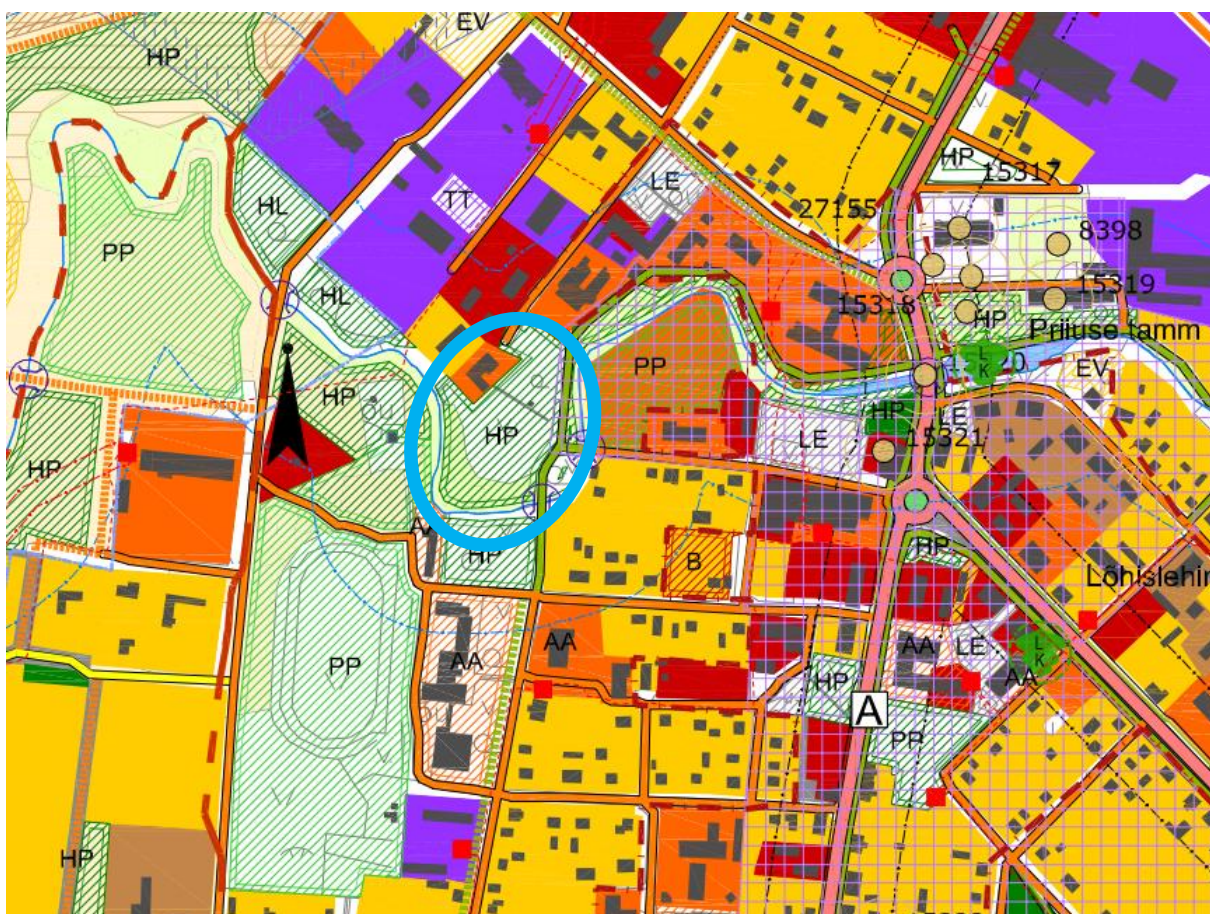 EV
HP
HP
15317
LE
TT
HL
27155
8398
PP
HL
15318
15319
HP
Priiuse tamm
PP
L
K
EV
HP
HP
LE
HP
LE
15321
HP
HP
HP
B
Lõhislehin
AA
AA
AA
LE
L
K
PP
AA
HP
A
PP
HP